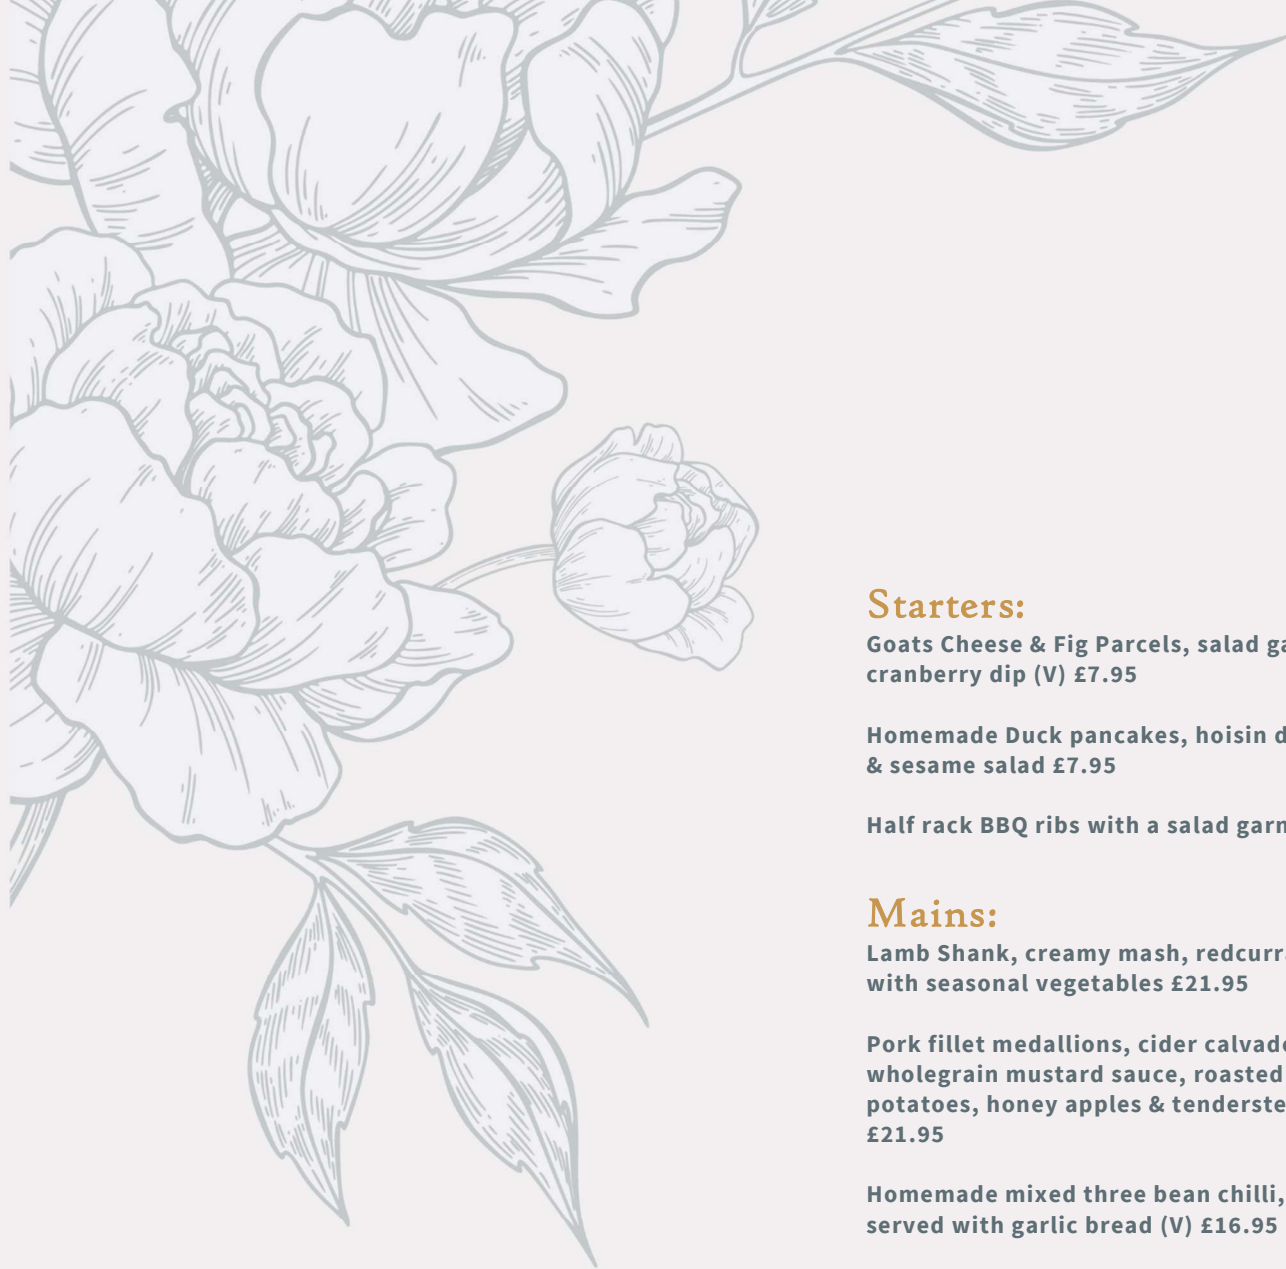 Starters:
Goats Cheese & Fig Parcels, salad
cranberry dip (V) £7.95
Homemade Duck pancakes, hoisin
& sesame salad £7.95
Half rack BBQ ribs with a salad
Mains:
Lamb Shank, creamy mash,
with seasonal vegetables £21.95
Pork fillet medallions, cider
wholegrain mustard sauce, roasted
potatoes, honey apples &
£21.95
Homemade mixed three bean chilli,
served with garlic bread (V) £16.95